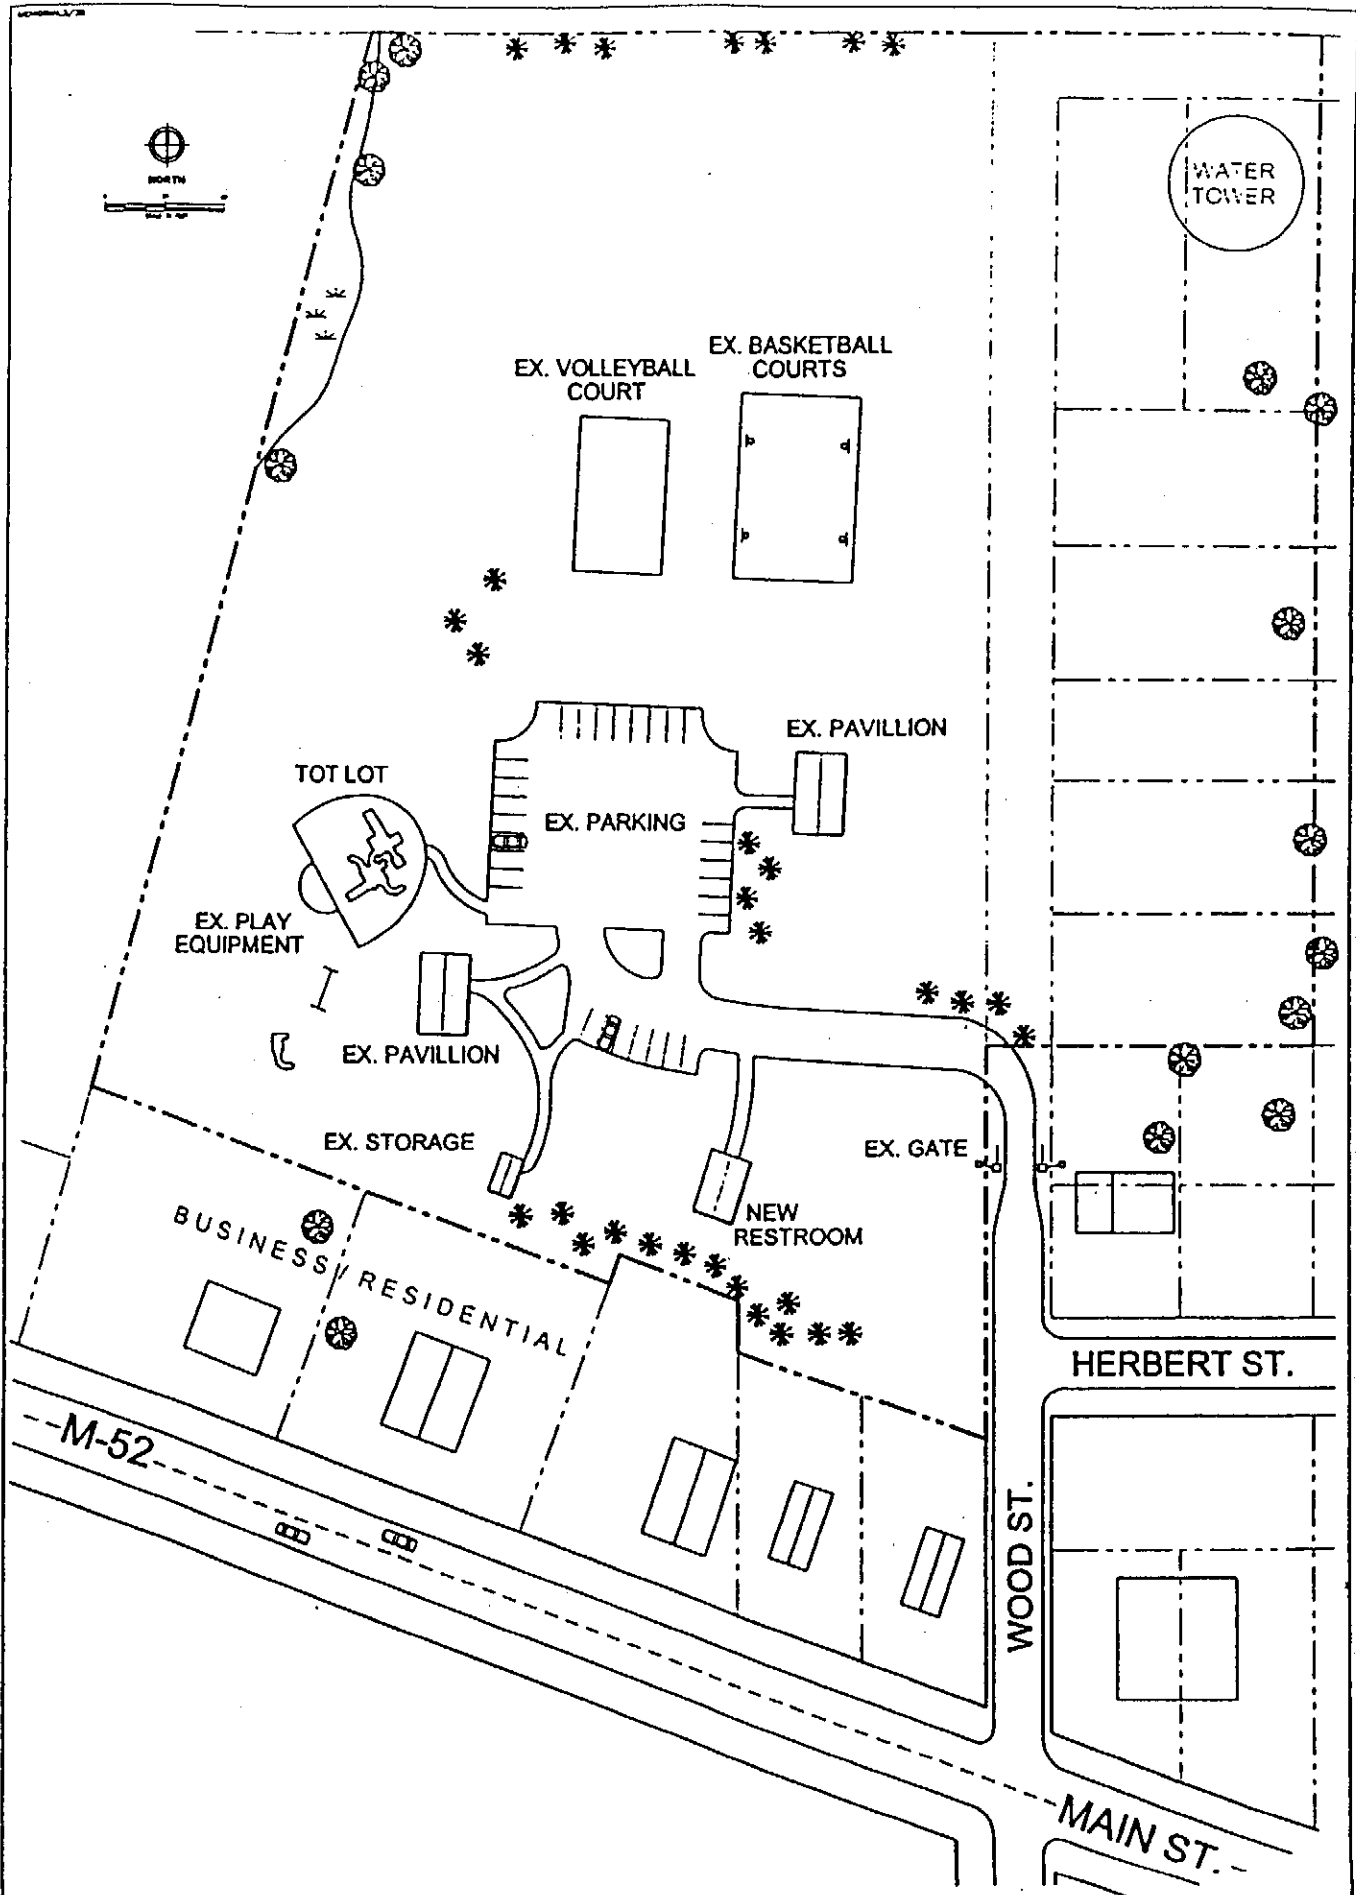 NORTH
WATER
TOWER
EX. VOLLEYBALL
COURT
EX. BASKETBALL
COURTS
EX. PAVILLION
TOT LOT
EX. PARKING
EX. PLAY
EQUIPMENT
EX. PAVILLION
EX. STORAGE
EX. GATE
NEW
RESTROOM
BUSINESS / RESIDENTIAL
HERBERT ST.
M-52
WOOD ST.
MAIN ST.